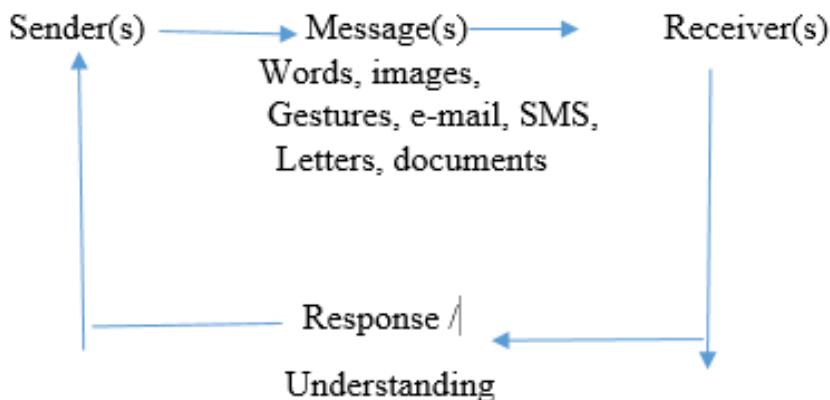 Sender(s) Message(s) Receiver(s)
Words, images,
Gestures, e-mail, SMS,
Letters, documents
Response /
Understanding